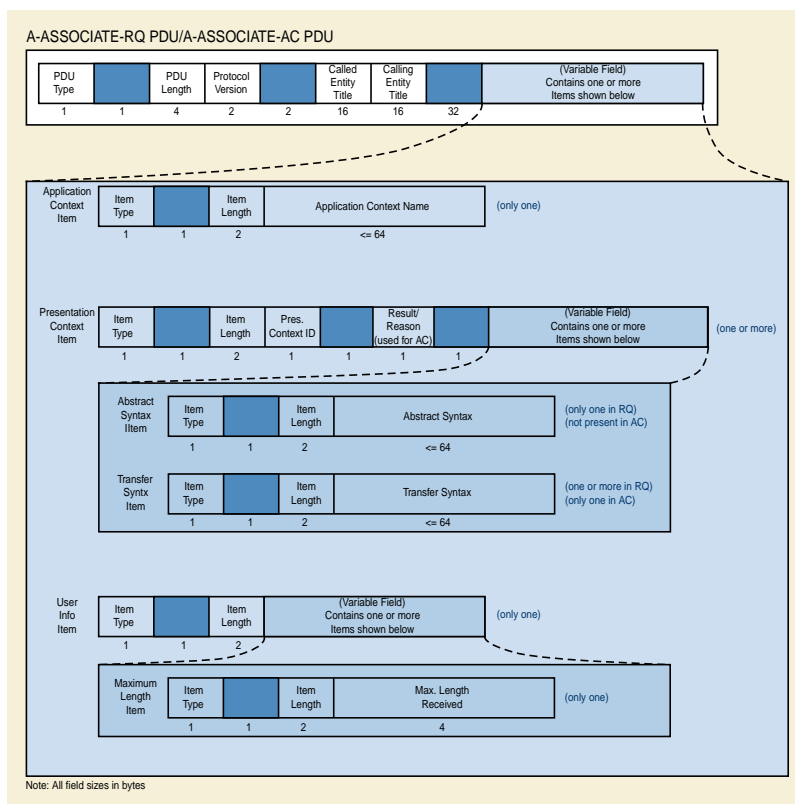 A-ASSOCIATE-RQ PDU/A-ASSOCIATE-AC PDU
PDU Type
PDU Length
Protocol Version
Called Entity Title
Calling Entity Title
(Variable Field)
Contains one or more
Items shown below
1 1 4 2 2 16 16 32
Application
Context
Item
Item Type
Item Length
Application Context Name
(only one)
1 1 2 <= 64
Presentation
Context
Item
Item Type
Item Length
Pres. Context ID
Result/ Reason (used for AC)
(Variable Field)
Contains one or more
Items shown below
(one or more)
1 1 2 1 1 1 1
Abstract
Syntax
IItem
Item Type
Item Length
Abstract Syntax
(only one in RQ)
(not present in AC)
1 1 2 <= 64
Transfer
Syntx
Item
Item Type
Item Length
Transfer Syntax
(one or more in RQ)
(only one in AC)
1 1 2 <= 64
User
Info
Item
Item Type
Item Length
(Variable Field)
Contains one or more
Items shown below
(only one)
1 1 2
Maximum
Length
Item
Item Type
Item Length
Max. Length
Received
(only one)
1 1 2 4
Note: All field sizes in bytes